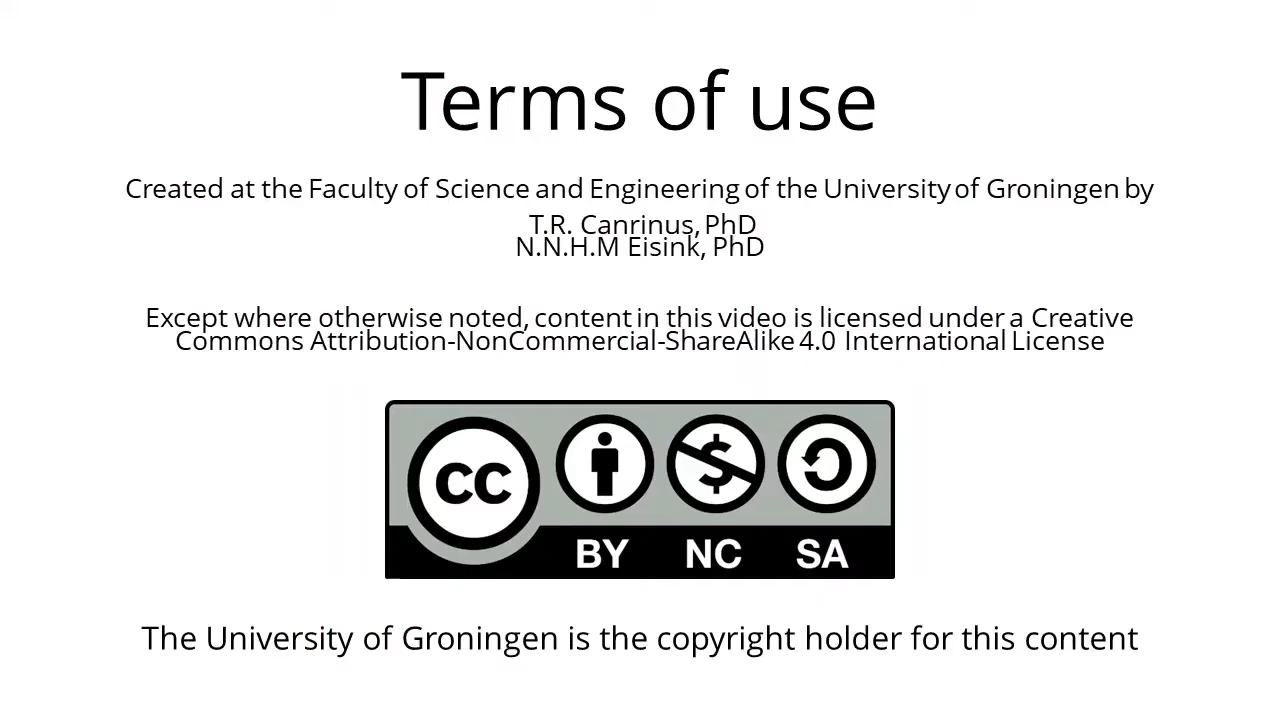 Terms of use
Created at the Faculty of Science and Engineering of the University of Groningen by
T.R. Canrinus, PhD
N.N.H.M Eisink, PhD
Except where otherwise noted, content in this video is licensed under a Creative
Commons Attribution-NonCommercial-ShareAlike 4.0 International License
CC
BY NC SA
The University of Groningen is the copyright holder for this content